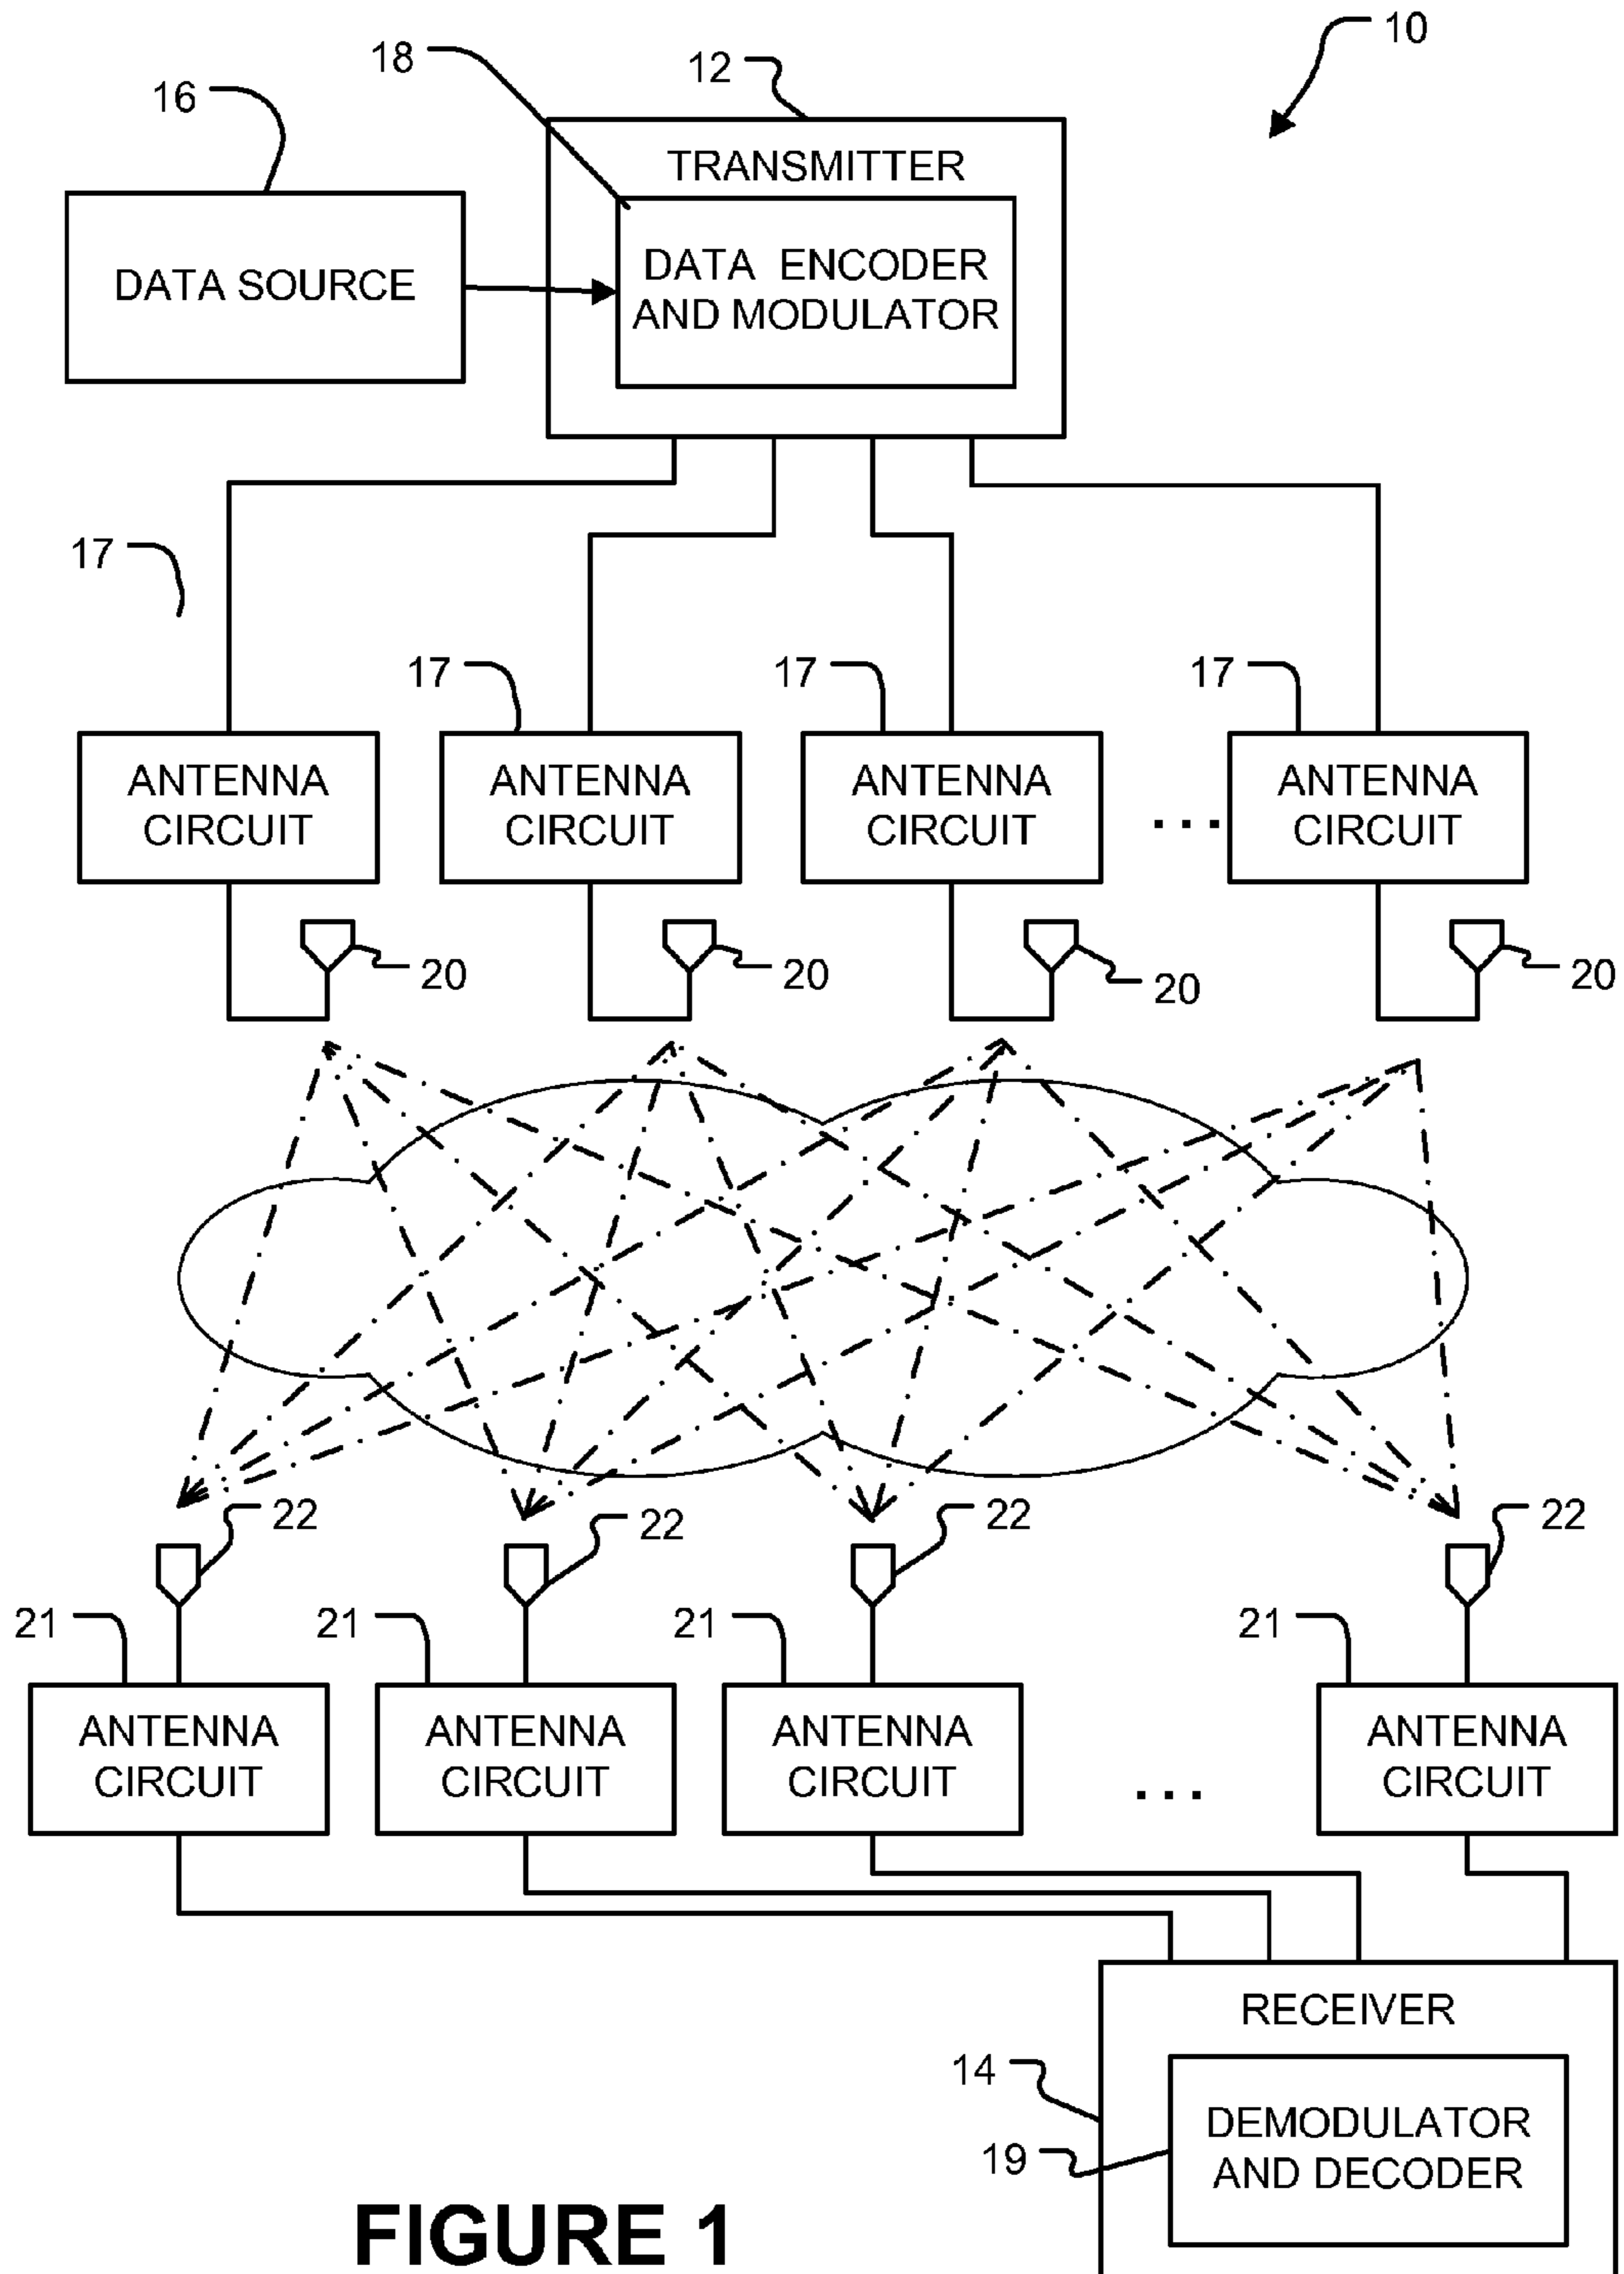 10
18
12
16
TRANSMITTER
DATA SOURCE
DATA ENCODER
AND MODULATOR
17
17
17
17
ANTENNA
CIRCUIT
ANTENNA
CIRCUIT
ANTENNA
CIRCUIT
...
ANTENNA
CIRCUIT
20
20
20
20
22
22
22
22
21
21
21
21
ANTENNA
CIRCUIT
ANTENNA
CIRCUIT
ANTENNA
CIRCUIT
...
ANTENNA
CIRCUIT
RECEIVER
14
19
DEMODULATOR
AND DECODER
FIGURE 1